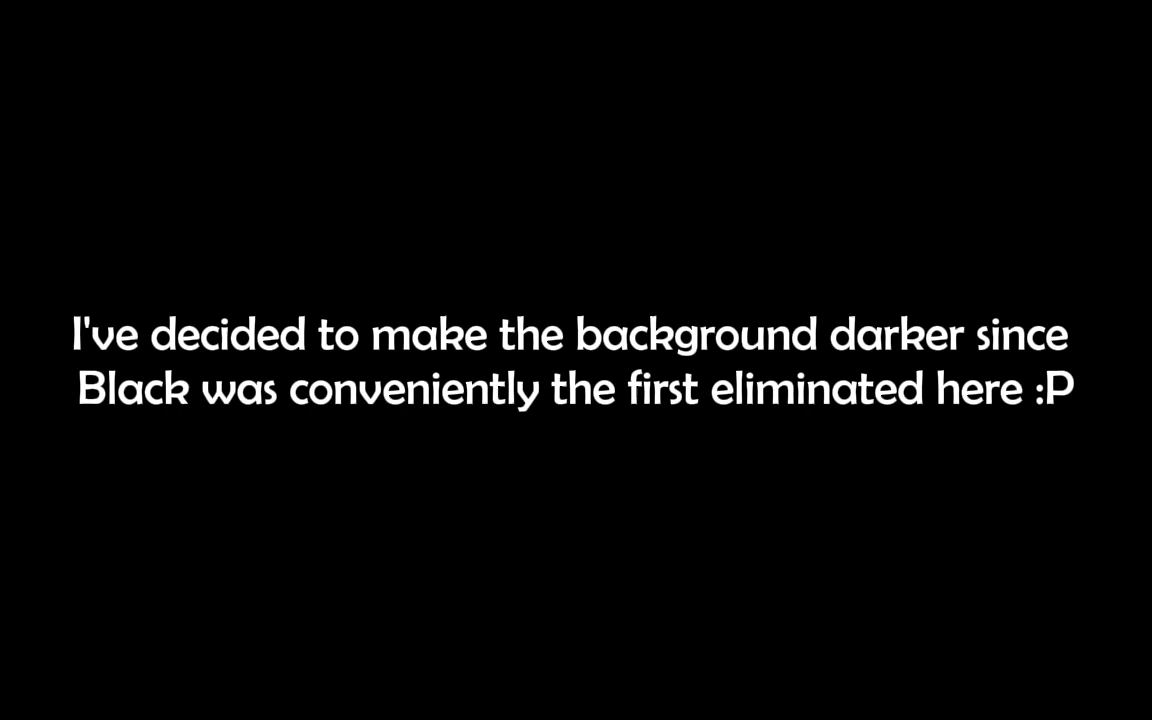 I've decided to make the background darker since
Black was conveniently the first eliminated here :P